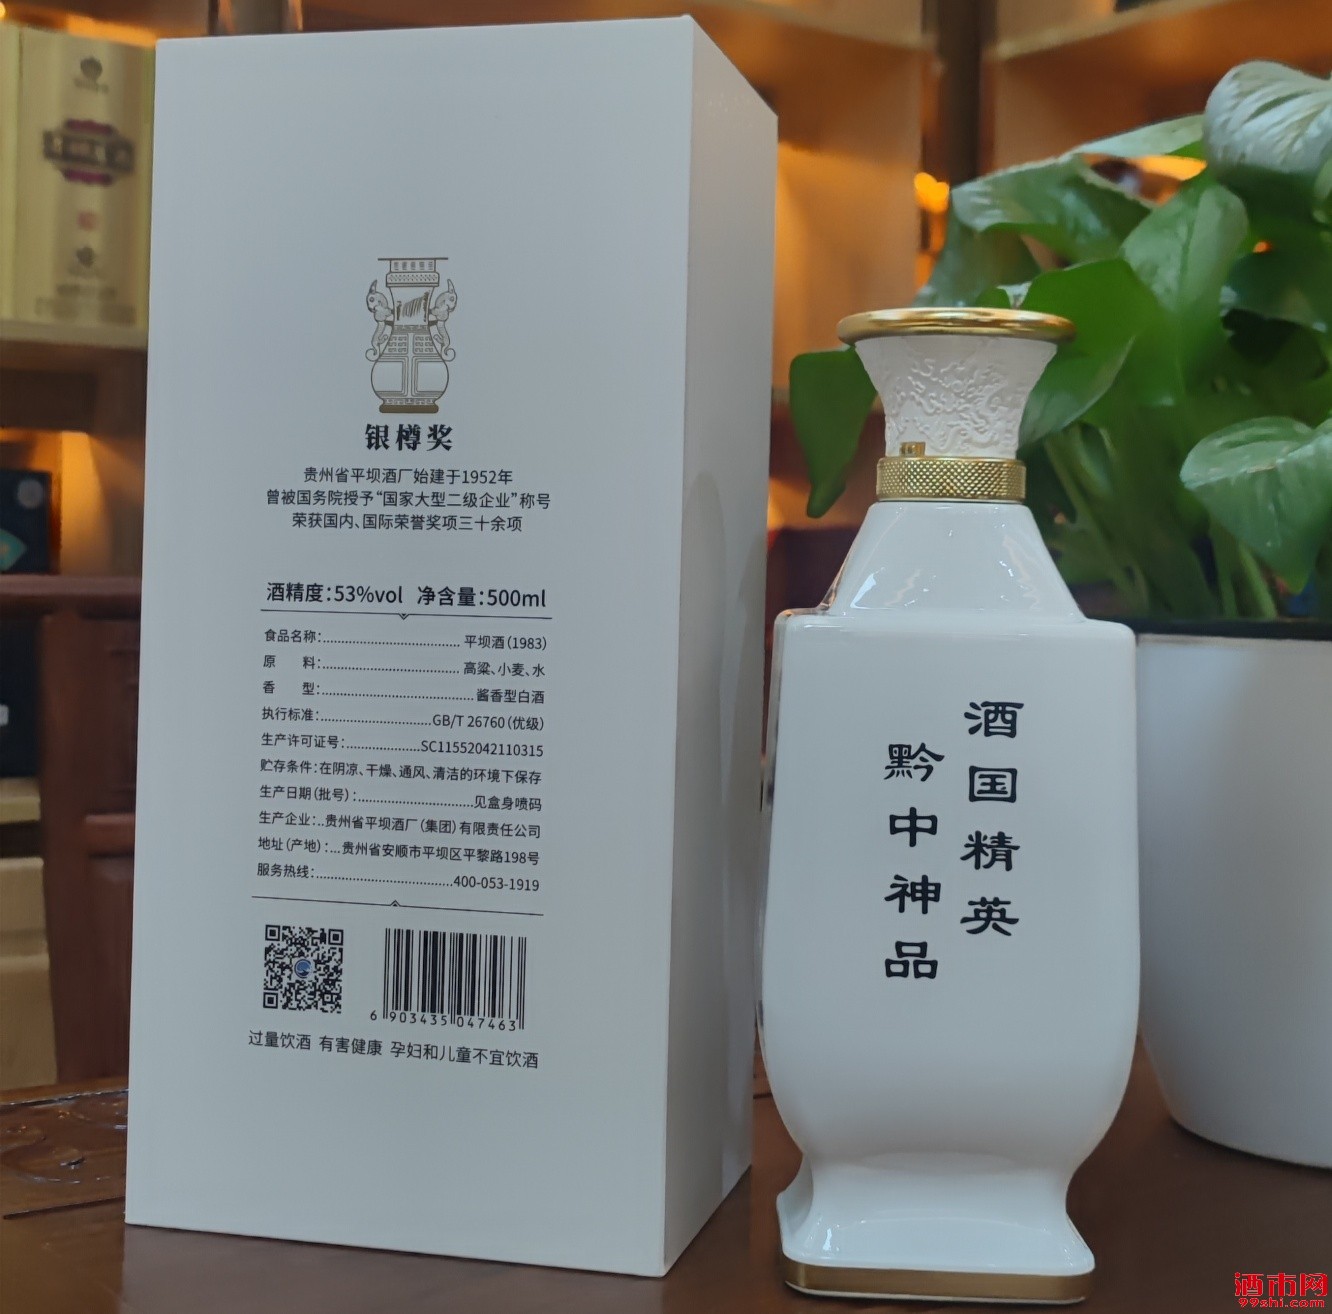 银樽奖
贵州省平坝酒厂始建于1952年
曾被国务院授予“国家大型二级企业”称号
荣获国内、国际荣誉奖项三十余项
酒精度:53%vol 净含量:500ml
食品名称:........................平坝酒(1983)
原 料:........................高粱、小麦、水
香 型:........................酱香型白酒
执行标准:........................GB/T 26760(优级)
生产许可证号:..................SC11552042110315
贮存条件:在阴凉、干燥、通风、清洁的环境下保存
生产日期(批号):........................见盒身喷码
生产企业:..贵州省平坝酒厂(集团)有限责任公司
地址(产地):...贵州省安顺市平坝区平黎路198号
服务热线:..............................400-053-1919
6 903435 047463
过量饮酒 有害健康 孕妇和儿童不宜饮酒
酒国精英
黔中神品
酒市网
99shi.com